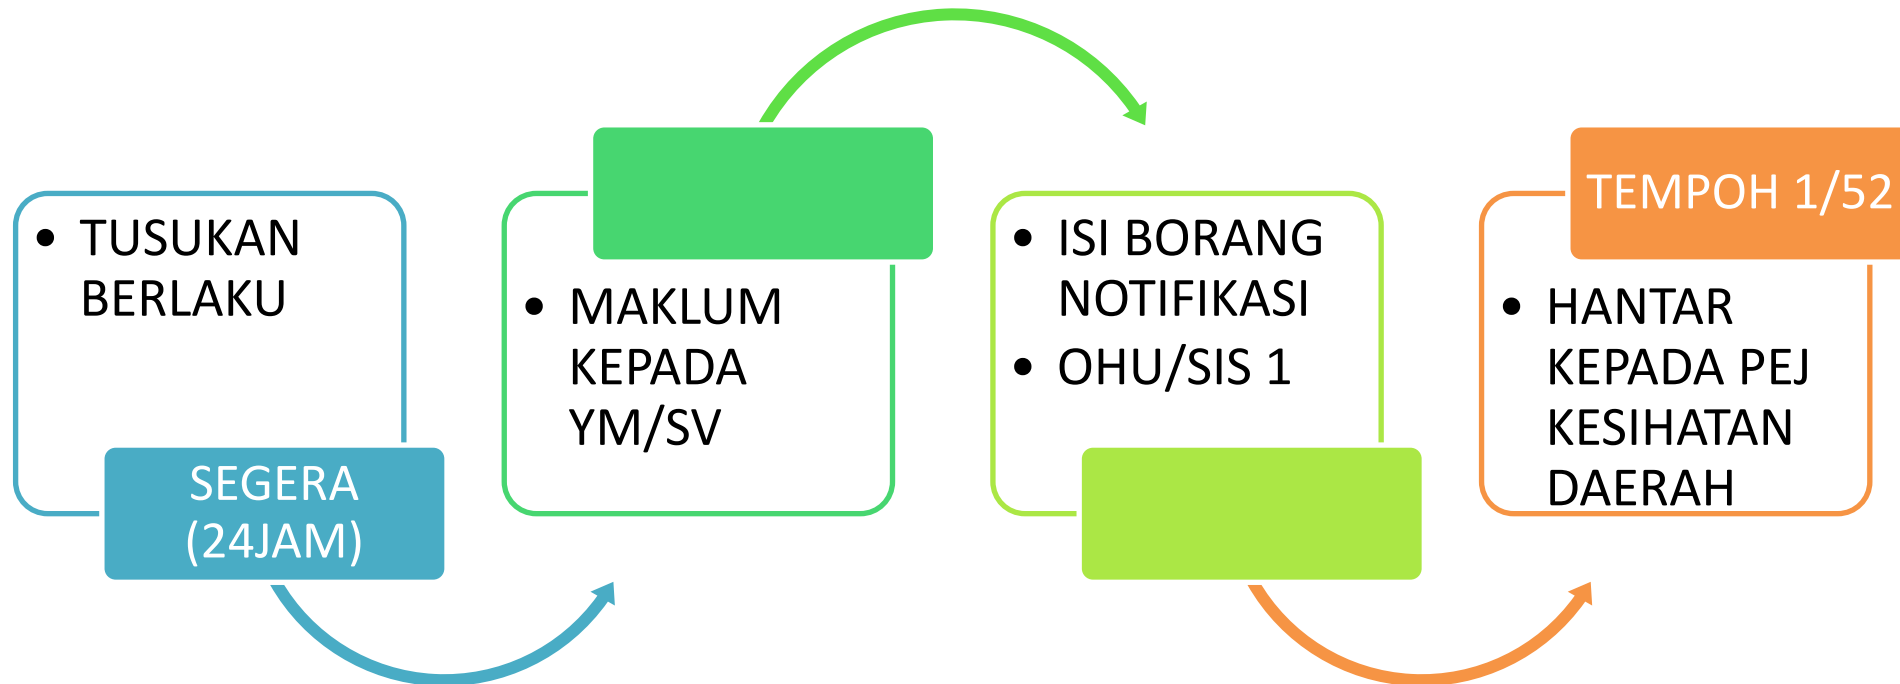 • TUSUKAN
BERLAKU
SEGERA
(24JAM)
• MAKLUM
KEPADA
YM/SV
• ISI BORANG
NOTIFIKASI
• OHU/SIS 1
TEMPOH 1/52
• HANTAR
KEPADA PEJ
KESIHATAN
DAERAH